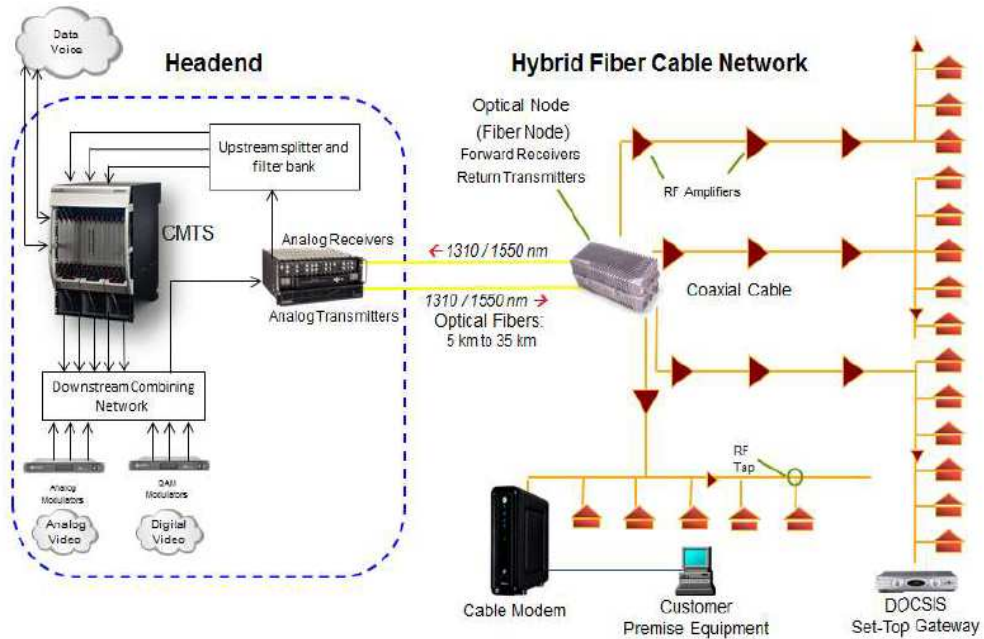 Data
Voice
Headend
Hybrid Fiber Cable Network
Optical Node
(Fiber Node)
Forward Receivers
Return Transmitters
Upstream splitter and
filter bank
RF Amplifiers
CMTS
Analog Receivers
← 1310 / 1550 nm
Coaxial Cable
1310 / 1550 nm →
Analog Transmitters
Optical Fibers:
5 km to 35 km
Downstream Combining
Network
RF
Tap
Analog
Modulators
QAM
Modulators
Analog
Video
Digital
Video
Cable Modem
Customer
Premise Equipment
DOCSIS
Set-Top Gateway